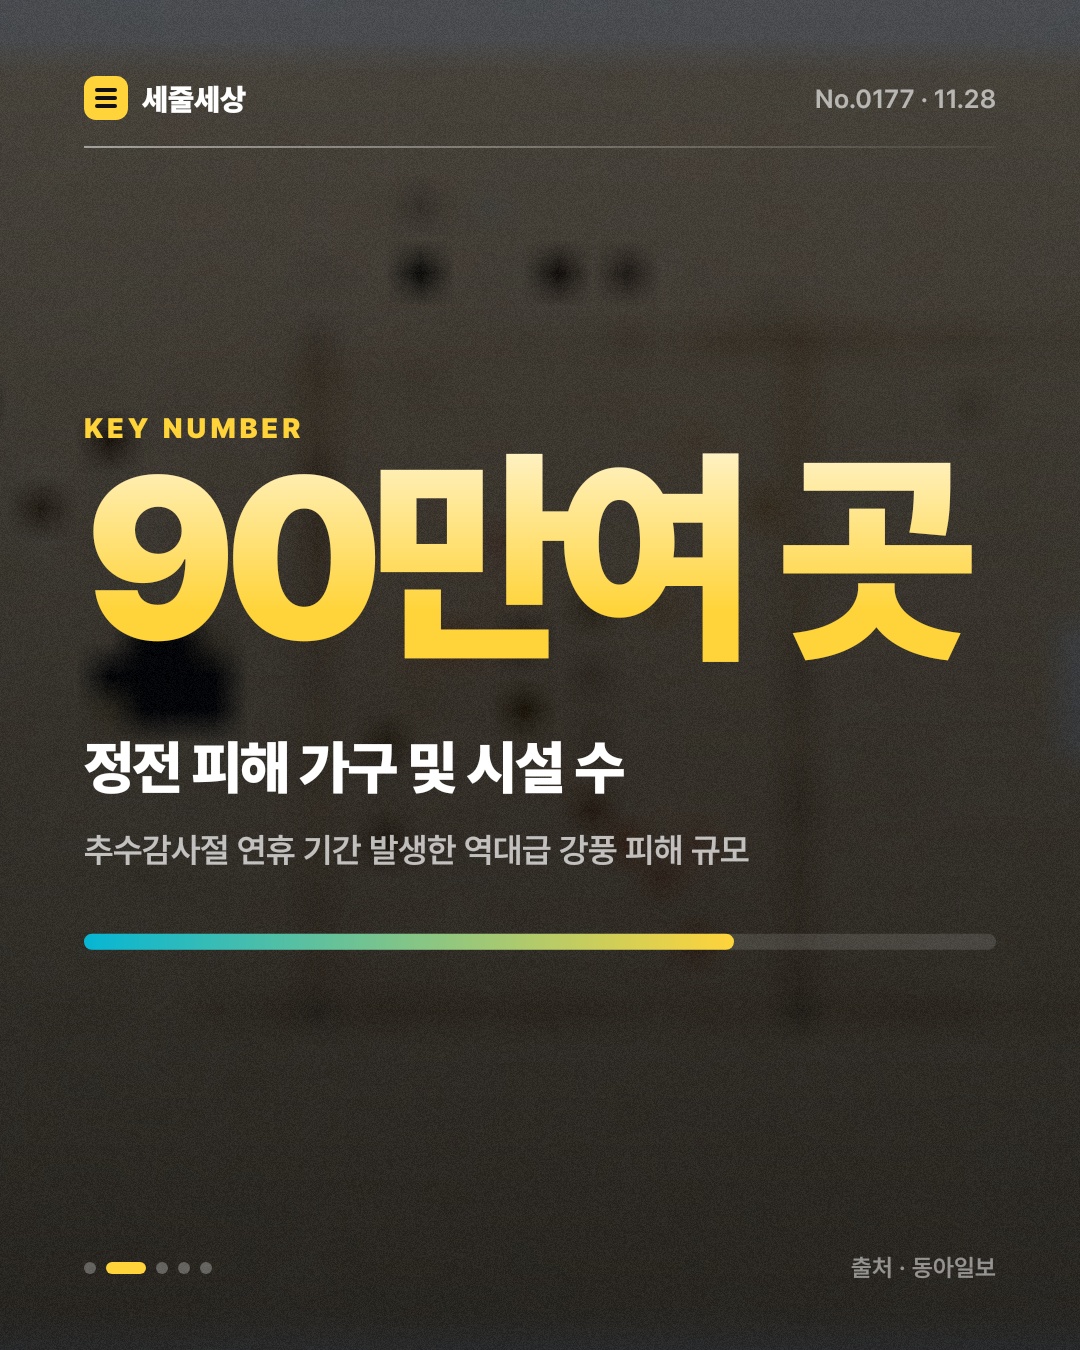 세줄세상
No.0177 · 11.28
KEY NUMBER
90만여 곳
정전 피해 가구 및 시설 수
추수감사절 연휴 기간 발생한 역대급 강풍 피해 규모
출처 · 동아일보